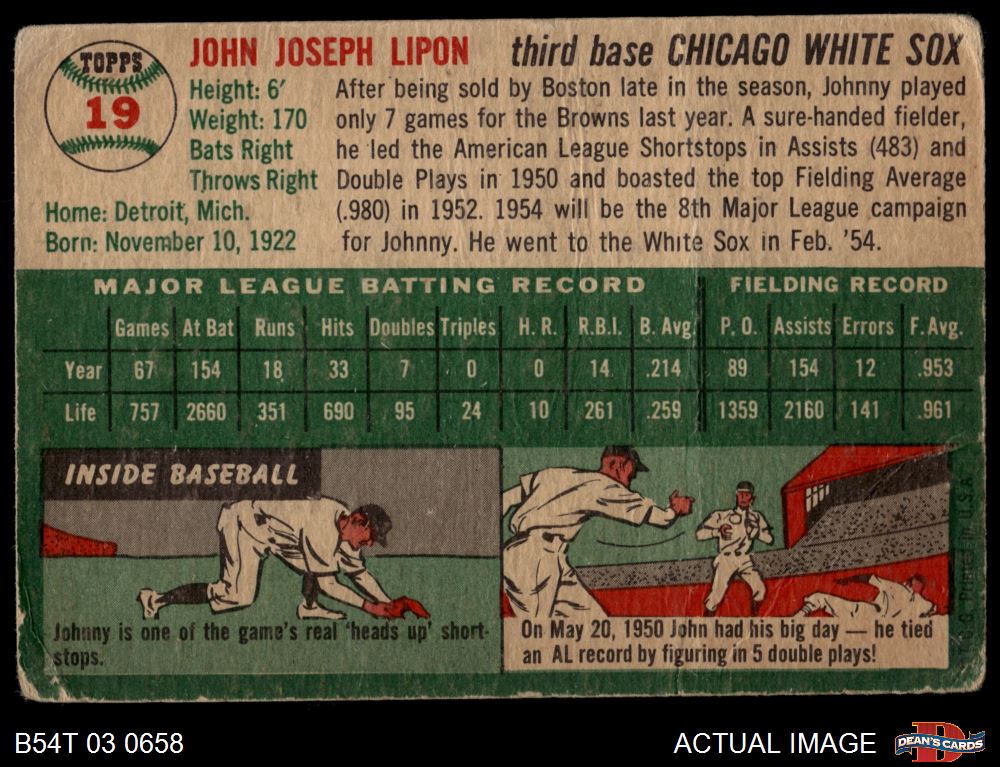 TOPPS
19
JOHN JOSEPH LIPON third base CHICAGO WHITE SOX
Height: 6'
Weight: 170
Bats Right
Throws Right
Home: Detroit, Mich.
Born: November 10, 1922
After being sold by Boston late in the season, Johnny played
only 7 games for the Browns last year. A sure-handed fielder,
he led the American League Shortstops in Assists (483) and
Double Plays in 1950 and boasted the top Fielding Average
(.980) in 1952. 1954 will be the 8th Major League campaign
for Johnny. He went to the White Sox in Feb. '54.
MAJOR LEAGUE BATTING RECORD FIELDING RECORD
Games At Bat Runs Hits Doubles Triples H. R. R.B.I. B. Avg. P. O. Assists Errors F. Avg.
Year 67 154 18 33 7 0 0 14 .214 89 154 12 .953
Life 757 2660 351 690 95 24 10 261 .259 1359 2160 141 .961
INSIDE BASEBALL
Johnny is one of the game's real 'heads up' short-
stops.
On May 20, 1950 John had his big day — he tied
an AL record by figuring in 5 double plays!
T.C.G. Printed in U.S.A.
B54T 03 0658
ACTUAL IMAGE
D
DEAN'S CARDS